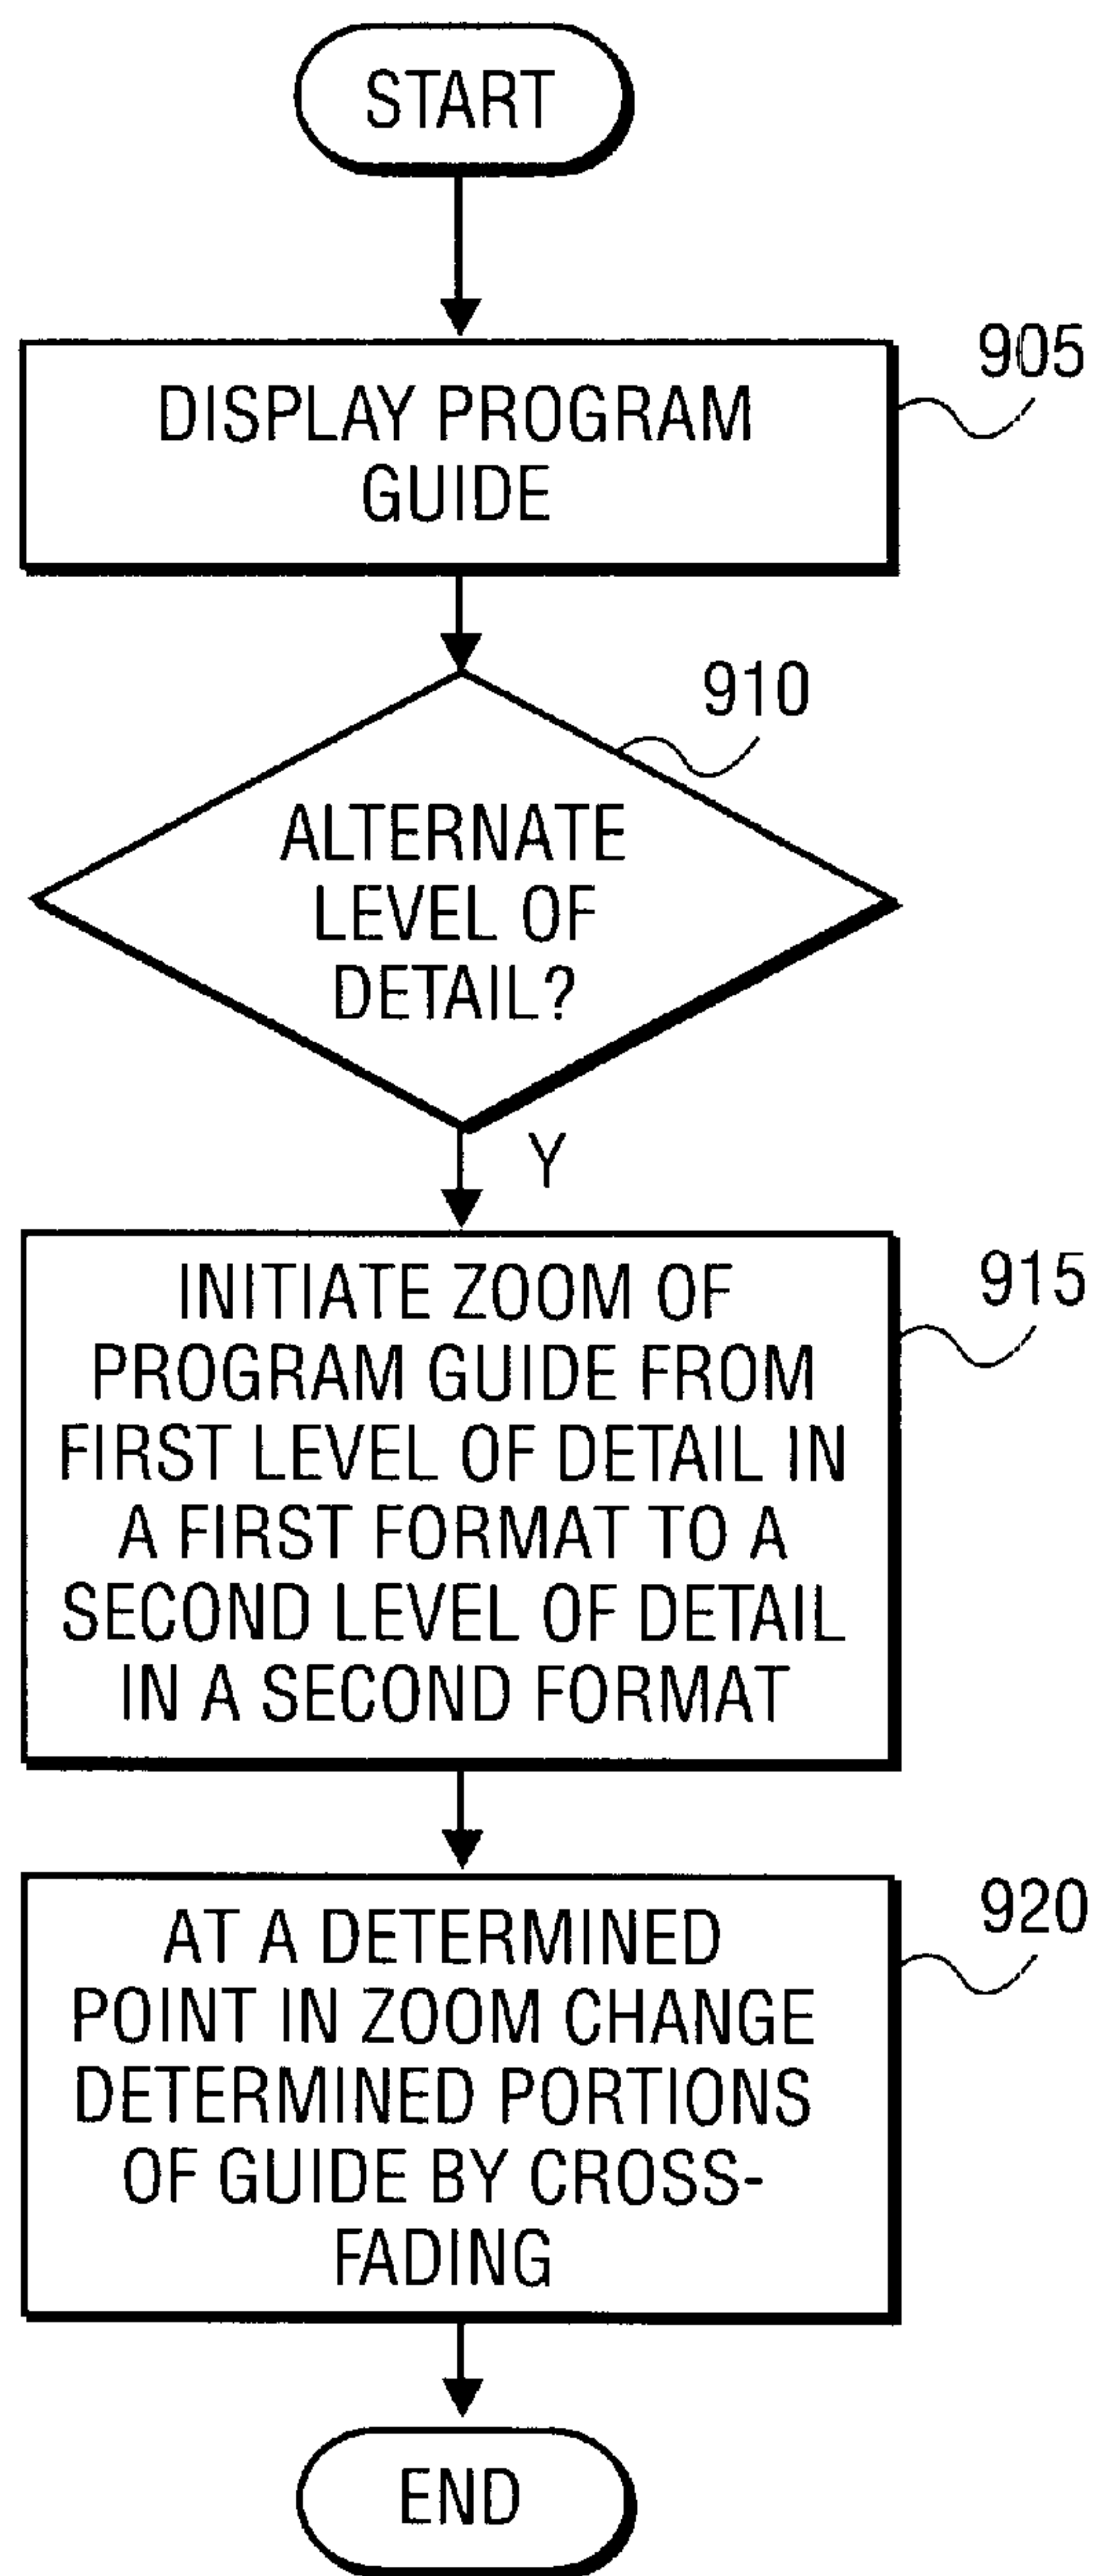 START
DISPLAY PROGRAM
GUIDE
905
910
ALTERNATE
LEVEL OF
DETAIL?
Y
INITIATE ZOOM OF
PROGRAM GUIDE FROM
FIRST LEVEL OF DETAIL IN
A FIRST FORMAT TO A
SECOND LEVEL OF DETAIL
IN A SECOND FORMAT
915
AT A DETERMINED
POINT IN ZOOM CHANGE
DETERMINED PORTIONS
OF GUIDE BY CROSS-
FADING
920
END